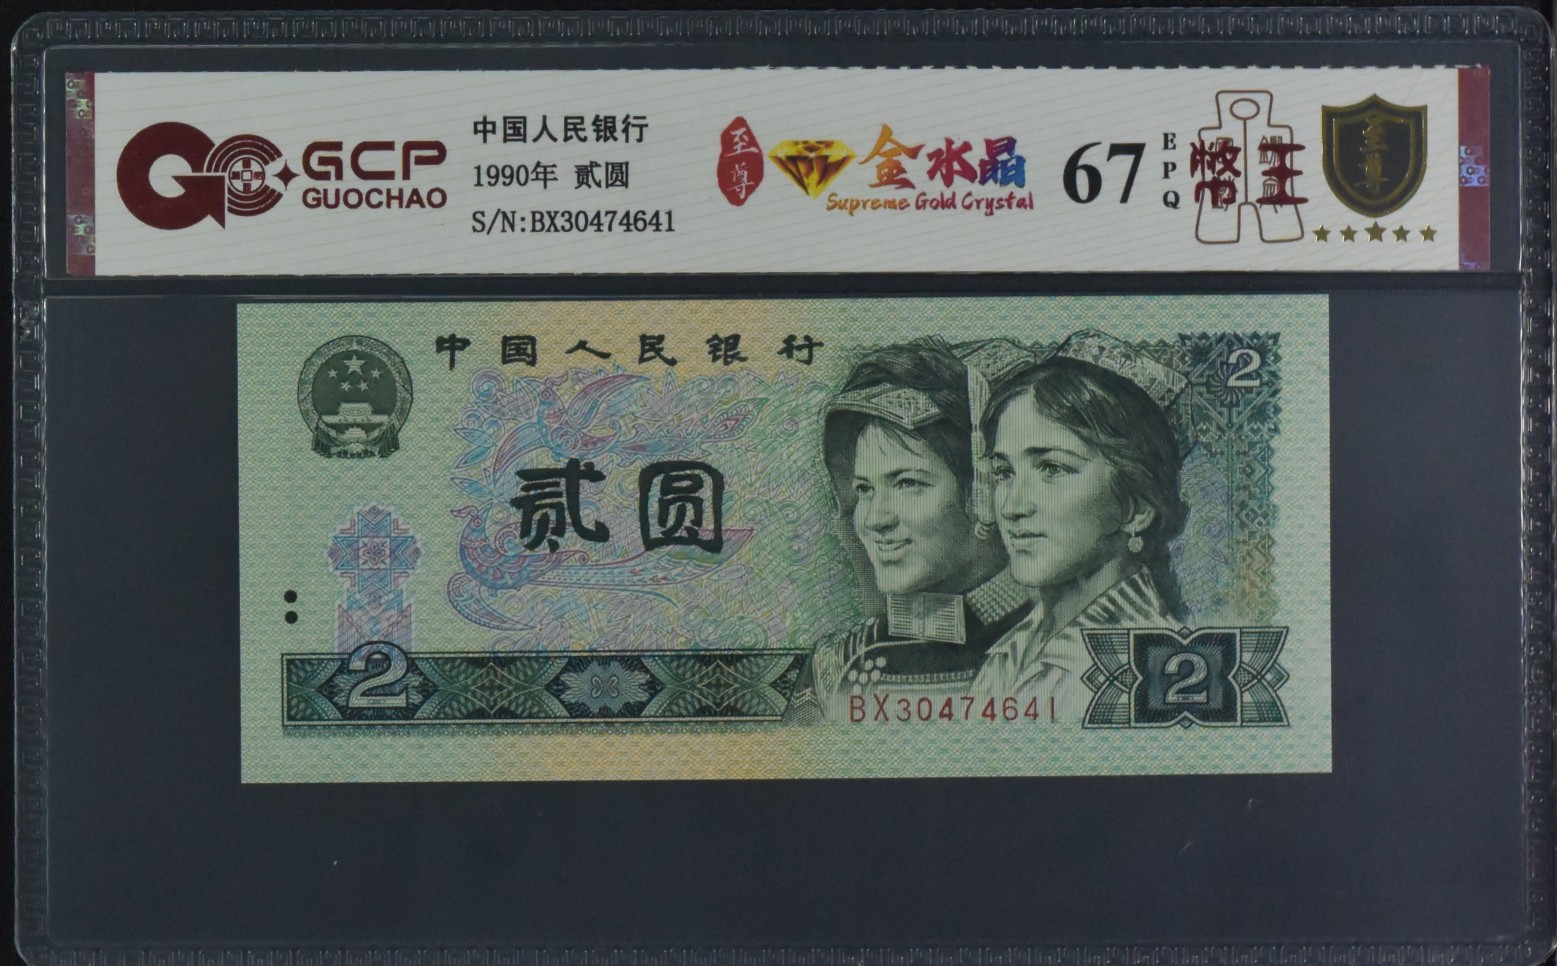 GCP
GUOCHAO
中国人民银行
1990年 贰圆
S/N:BX30474641
至尊
金水晶
Supreme Gold Crystal
67
EPQ
至尊
中国人民银行
2
贰圆
2
2
BX30474641